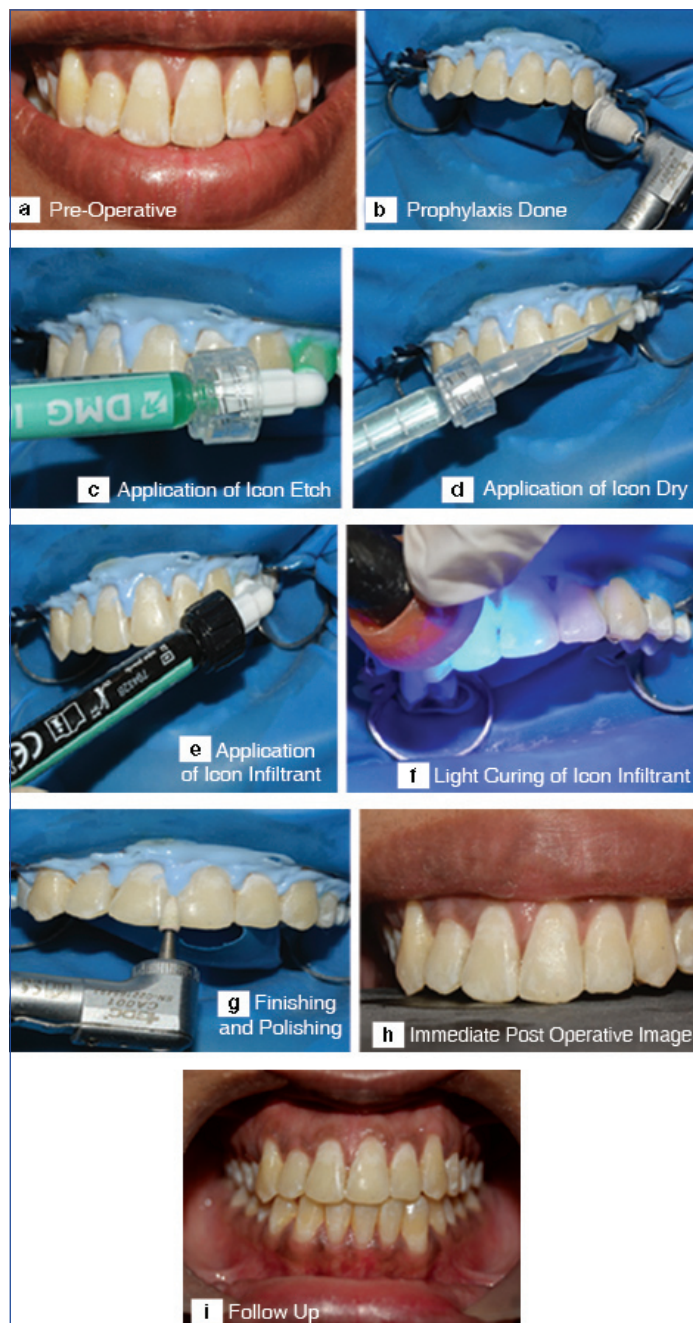 a Pre-Operative
b Prophylaxis Done
DMG
c Application of Icon Etch
d Application of Icon Dry
e Application
of Icon Infiltrant
f Light Curing of Icon Infiltrant
g Finishing
and Polishing
h Immediate Post Operative Image
i Follow Up